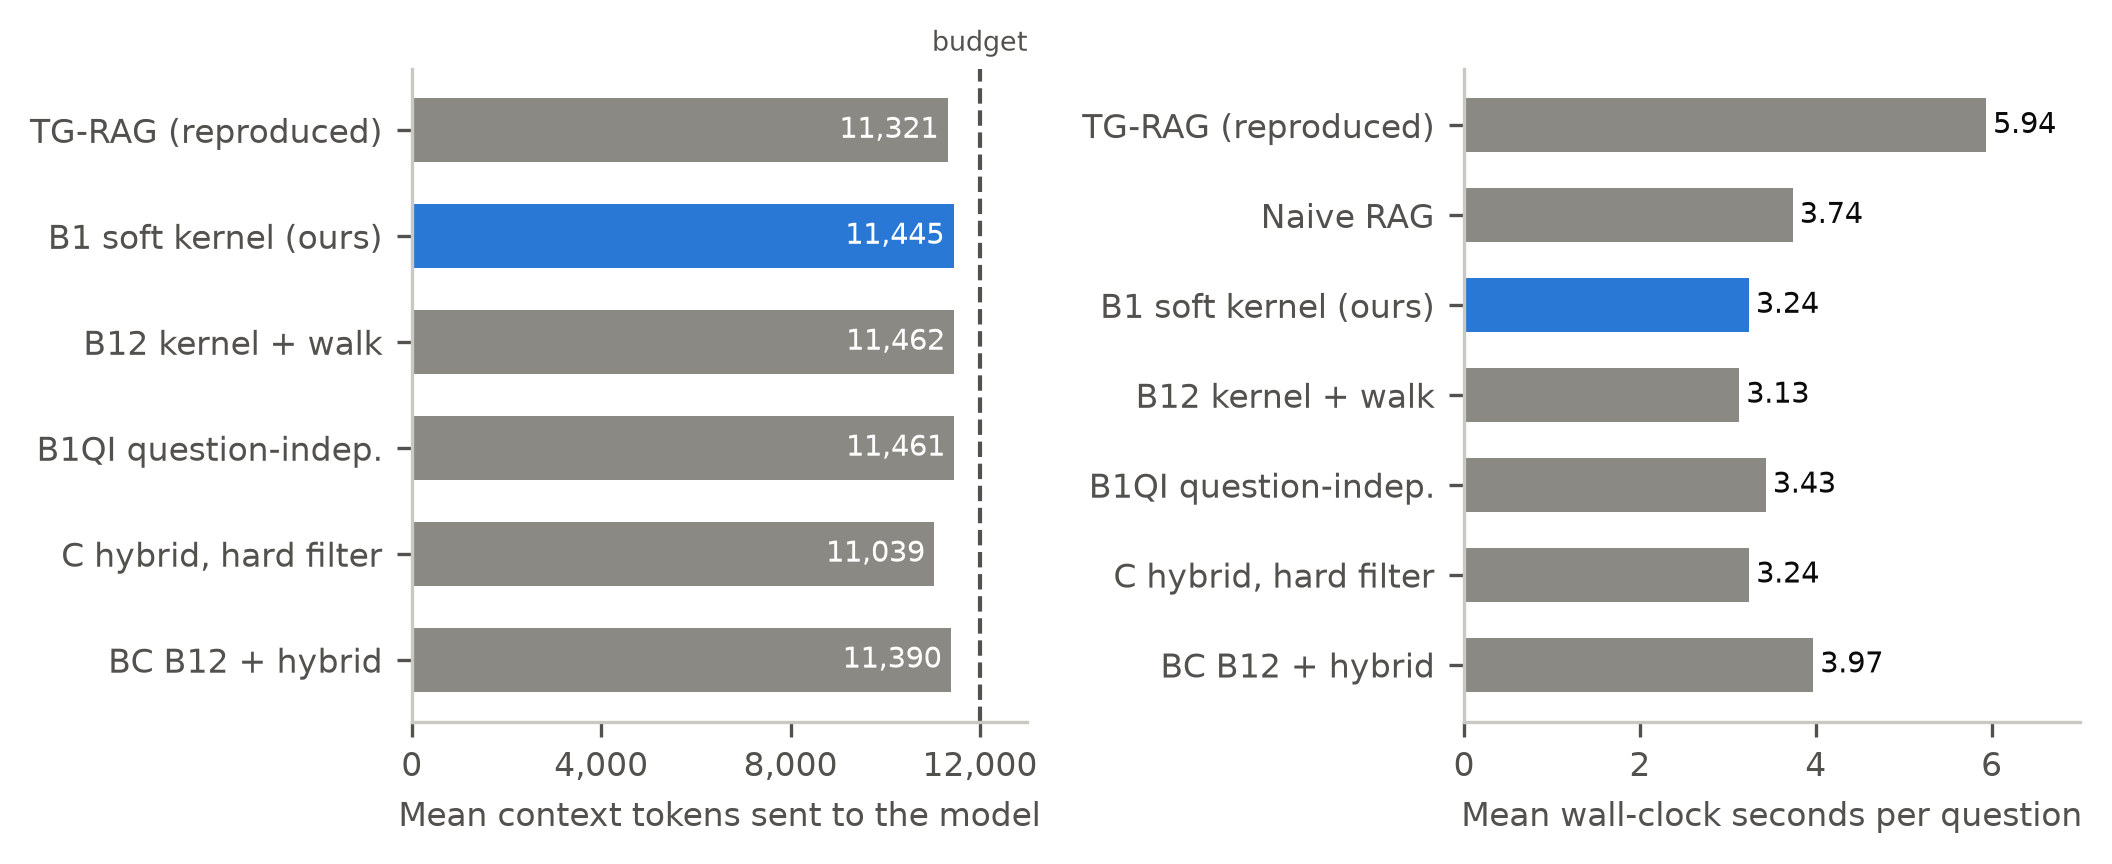 budget
TG-RAG (reproduced) 11,321
B1 soft kernel (ours) 11,445
B12 kernel + walk 11,462
B1QI question-indep. 11,461
C hybrid, hard filter 11,039
BC B12 + hybrid 11,390
0 4,000 8,000 12,000
Mean context tokens sent to the model
TG-RAG (reproduced) 5.94
Naive RAG 3.74
B1 soft kernel (ours) 3.24
B12 kernel + walk 3.13
B1QI question-indep. 3.43
C hybrid, hard filter 3.24
BC B12 + hybrid 3.97
0 2 4 6
Mean wall-clock seconds per question